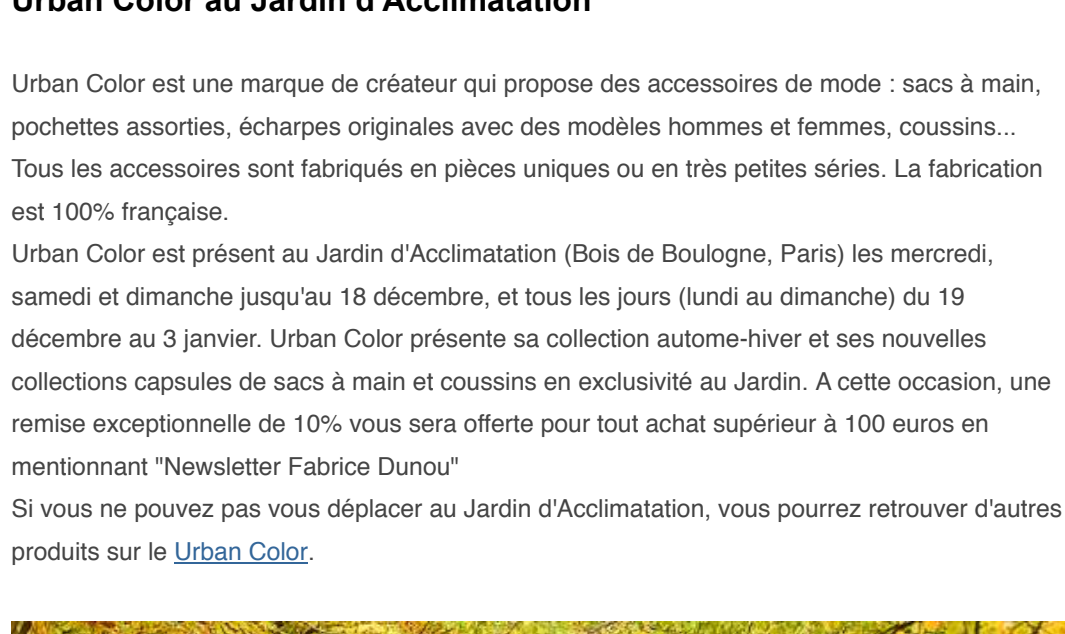 Urban Color au Jardin d'Acclimatation
Urban Color est une marque de créateur qui propose des accessoires de mode : sacs à main,
pochettes assorties, écharpes originales avec des modèles hommes et femmes, coussins...
Tous les accessoires sont fabriqués en pièces uniques ou en très petites séries. La fabrication
est 100% française.
Urban Color est présent au Jardin d'Acclimatation (Bois de Boulogne, Paris) les mercredi,
samedi et dimanche jusqu'au 18 décembre, et tous les jours (lundi au dimanche) du 19
décembre au 3 janvier. Urban Color présente sa collection autome-hiver et ses nouvelles
collections capsules de sacs à main et coussins en exclusivité au Jardin. A cette occasion, une
remise exceptionnelle de 10% vous sera offerte pour tout achat supérieur à 100 euros en
mentionnant "Newsletter Fabrice Dunou"
Si vous ne pouvez pas vous déplacer au Jardin d'Acclimatation, vous pourrez retrouver d'autres
produits sur le Urban Color.